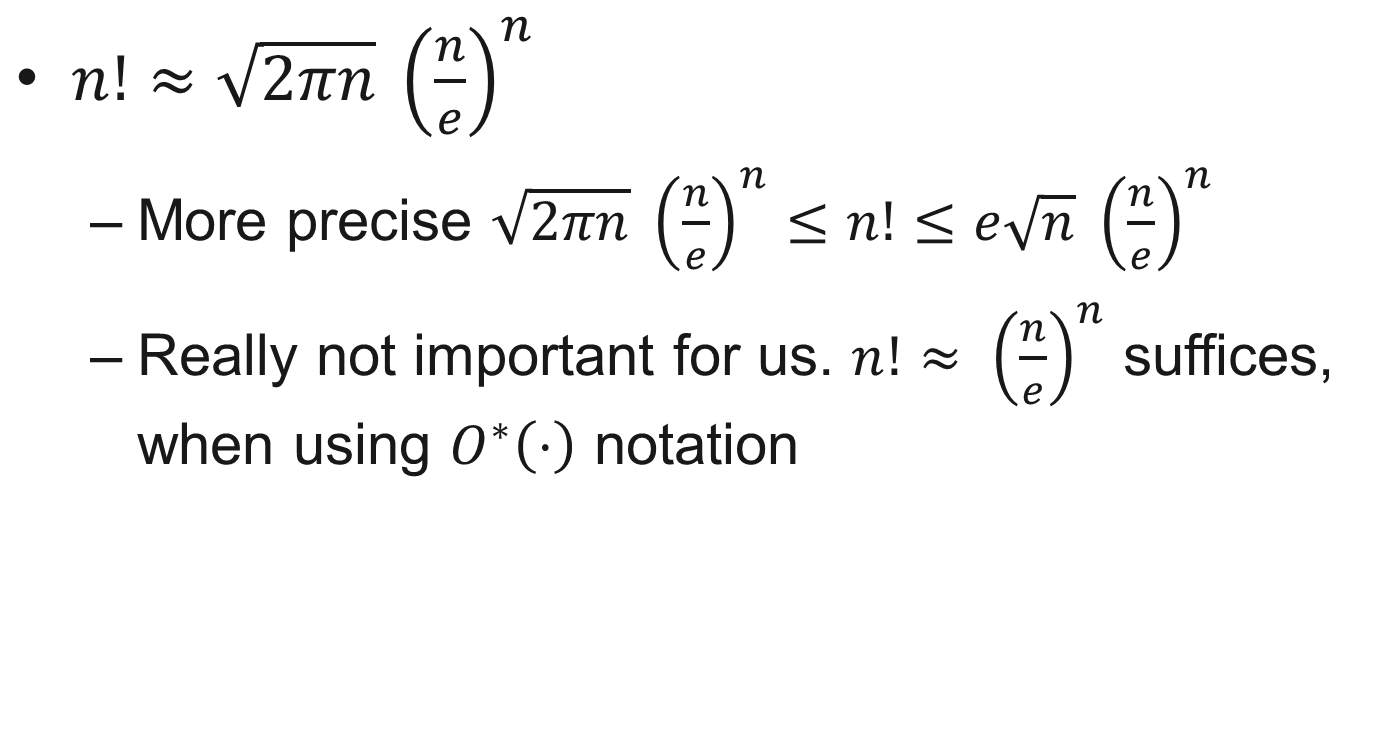 • n! ≈ √(2πn) (n/e)^n
– More precise √(2πn) (n/e)^n ≤ n! ≤ e√n (n/e)^n
– Really not important for us. n! ≈ (n/e)^n suffices,
when using O*(·) notation